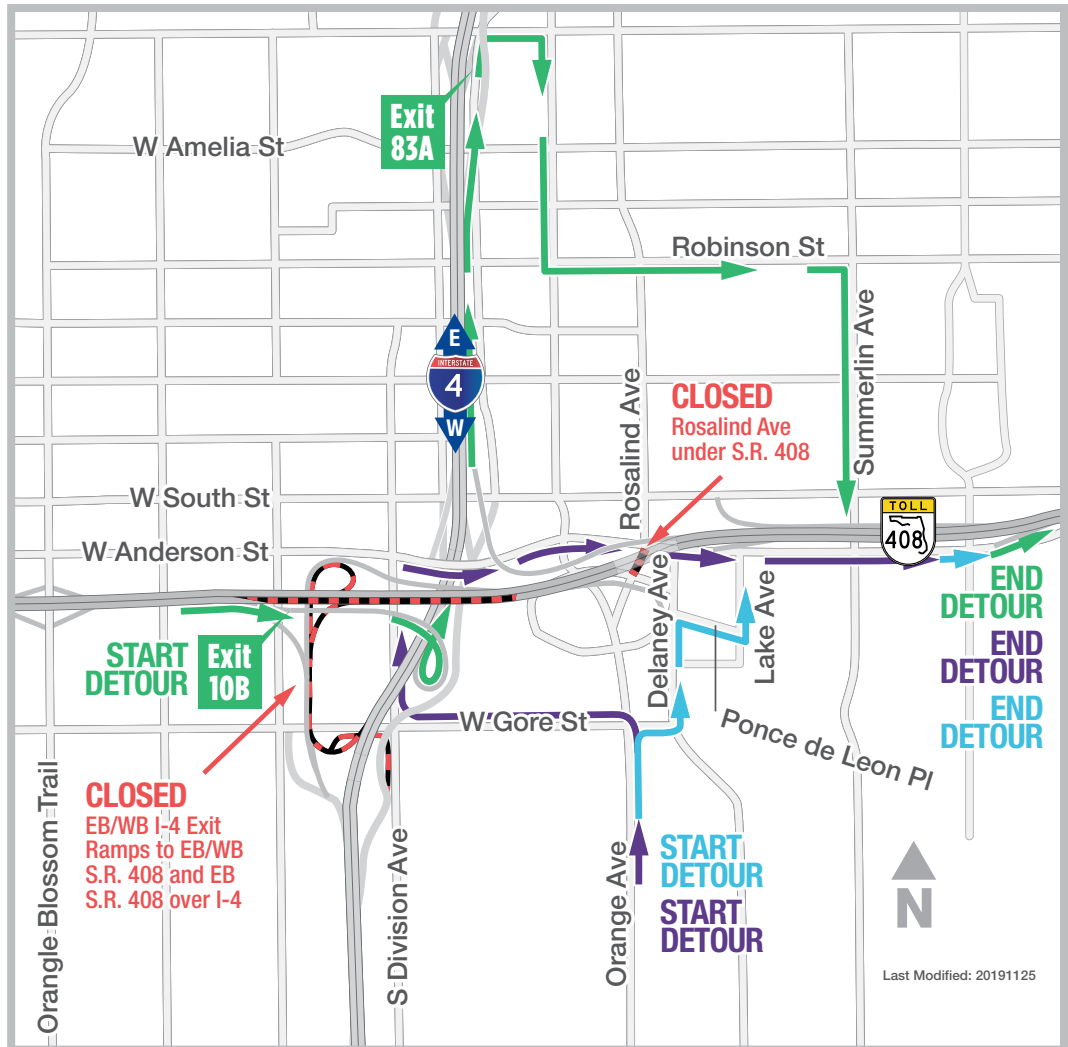 Exit
83A
W Amelia St
Robinson St
E
INTERSTATE
4
W
Summerlin Ave
Rosalind Ave
CLOSED
Rosalind Ave
under S.R. 408
W South St
TOLL
408
W Anderson St
START
DETOUR
Exit
10B
Delaney Ave
Lake Ave
END
DETOUR
END
DETOUR
END
DETOUR
W Gore St
Ponce de Leon Pl
CLOSED
EB/WB I-4 Exit
Ramps to EB/WB
S.R. 408 and EB
S.R. 408 over I-4
Orangle Blossom Trail
S Division Ave
Orange Ave
START
DETOUR
START
DETOUR
N
Last Modified: 20191125